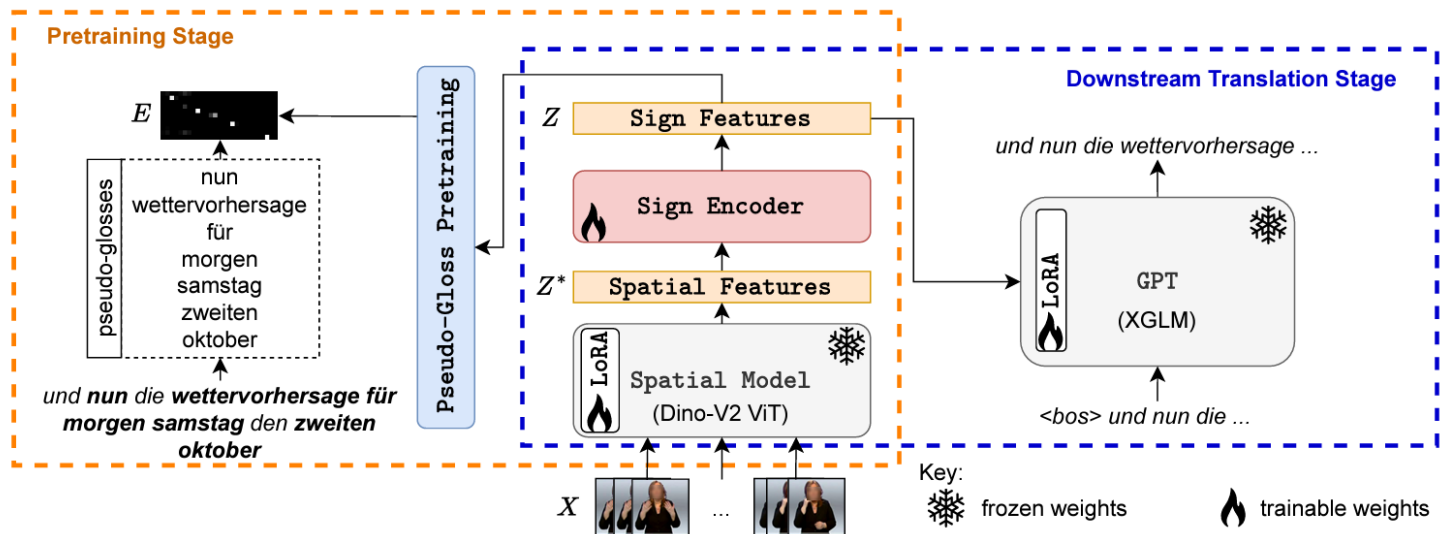 Pretraining Stage
Downstream Translation Stage
E
pseudo-glosses
nun
wettervorhersage
für
morgen
samstag
zweiten
oktober
und nun die wettervorhersage für
morgen samstag den zweiten
oktober
Pseudo-Gloss Pretraining
Z
Sign Features
Sign Encoder
Z*
Spatial Features
LoRA
Spatial Model
(Dino-V2 ViT)
X
...
und nun die wettervorhersage ...
LoRA
GPT
(XGLM)
<bos> und nun die ...
Key:
frozen weights
trainable weights